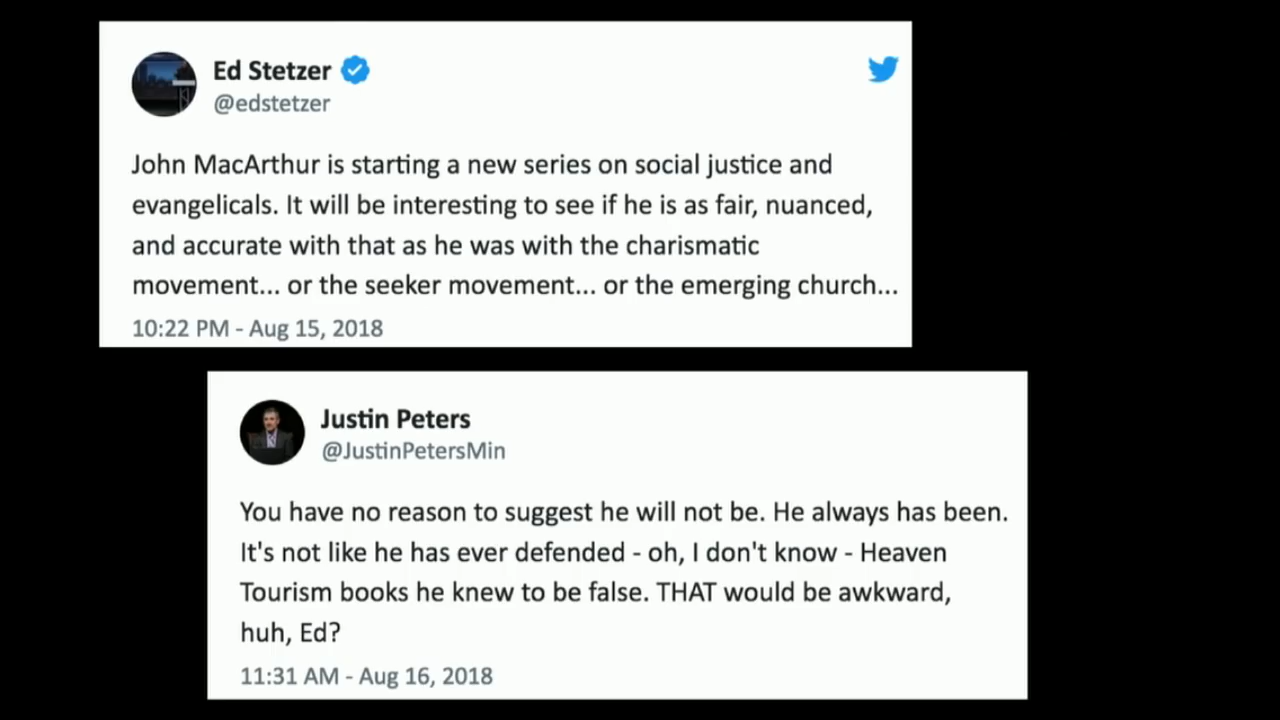 Ed Stetzer
@edstetzer
John MacArthur is starting a new series on social justice and
evangelicals. It will be interesting to see if he is as fair, nuanced,
and accurate with that as he was with the charismatic
movement... or the seeker movement... or the emerging church...
10:22 PM - Aug 15, 2018
Justin Peters
@JustinPetersMin
You have no reason to suggest he will not be. He always has been.
It's not like he has ever defended - oh, I don't know - Heaven
Tourism books he knew to be false. THAT would be awkward,
huh, Ed?
11:31 AM - Aug 16, 2018